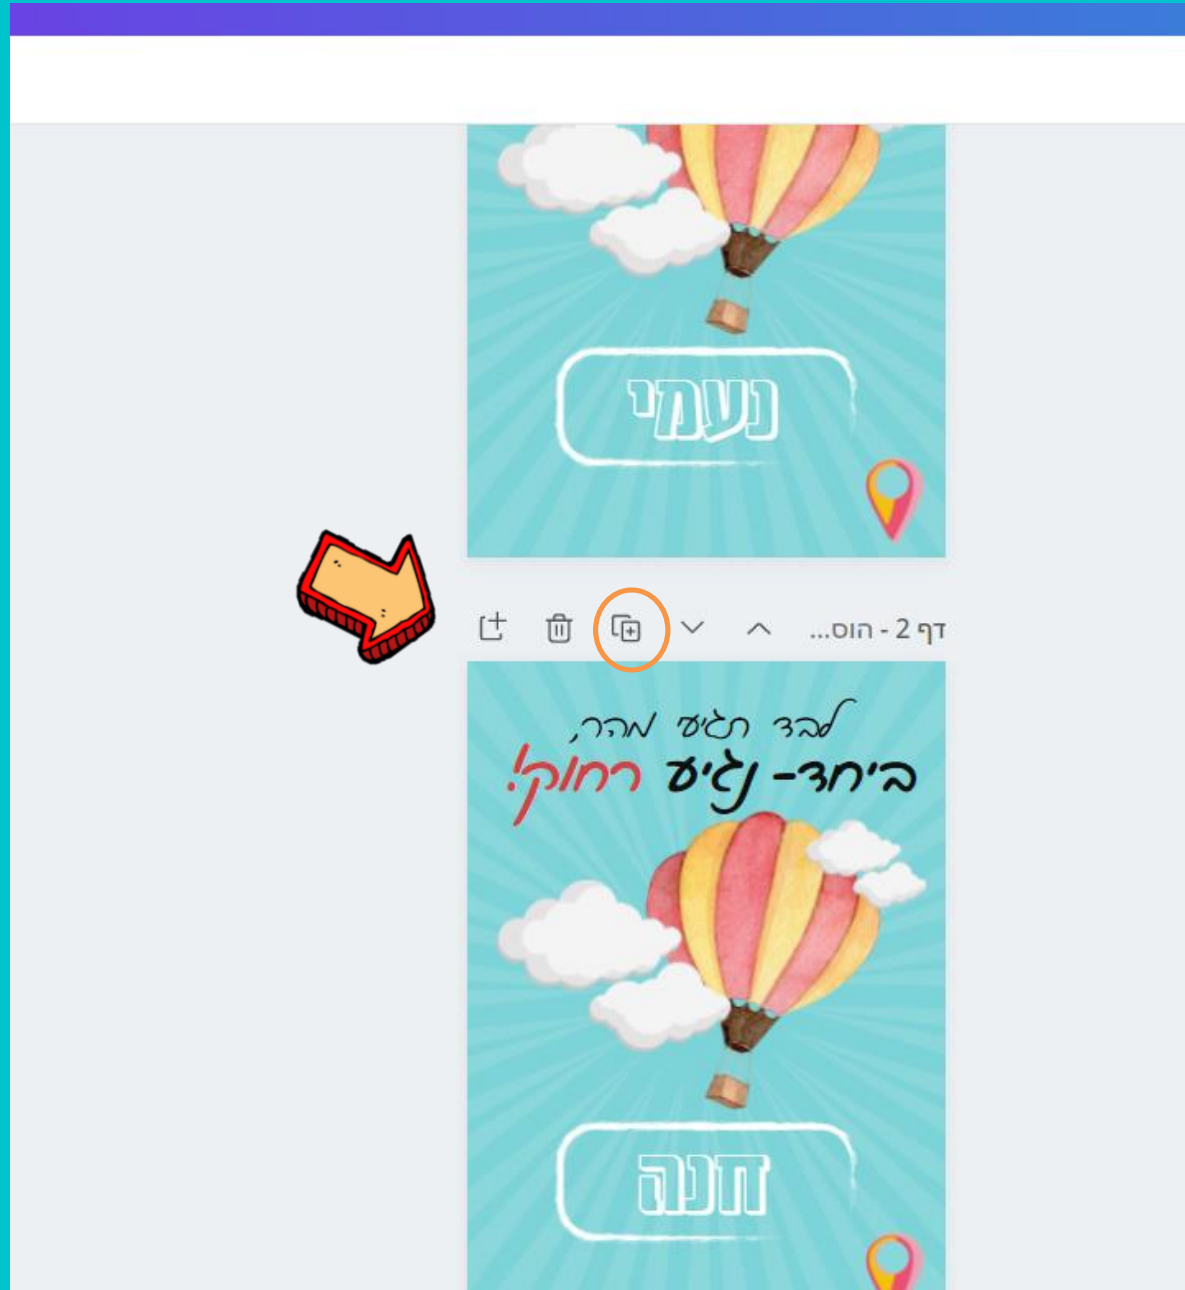 נעמי
דף 2 - הוס...
לבד תגיע מהר,
ביחד- נגיע רחוק!
חנה